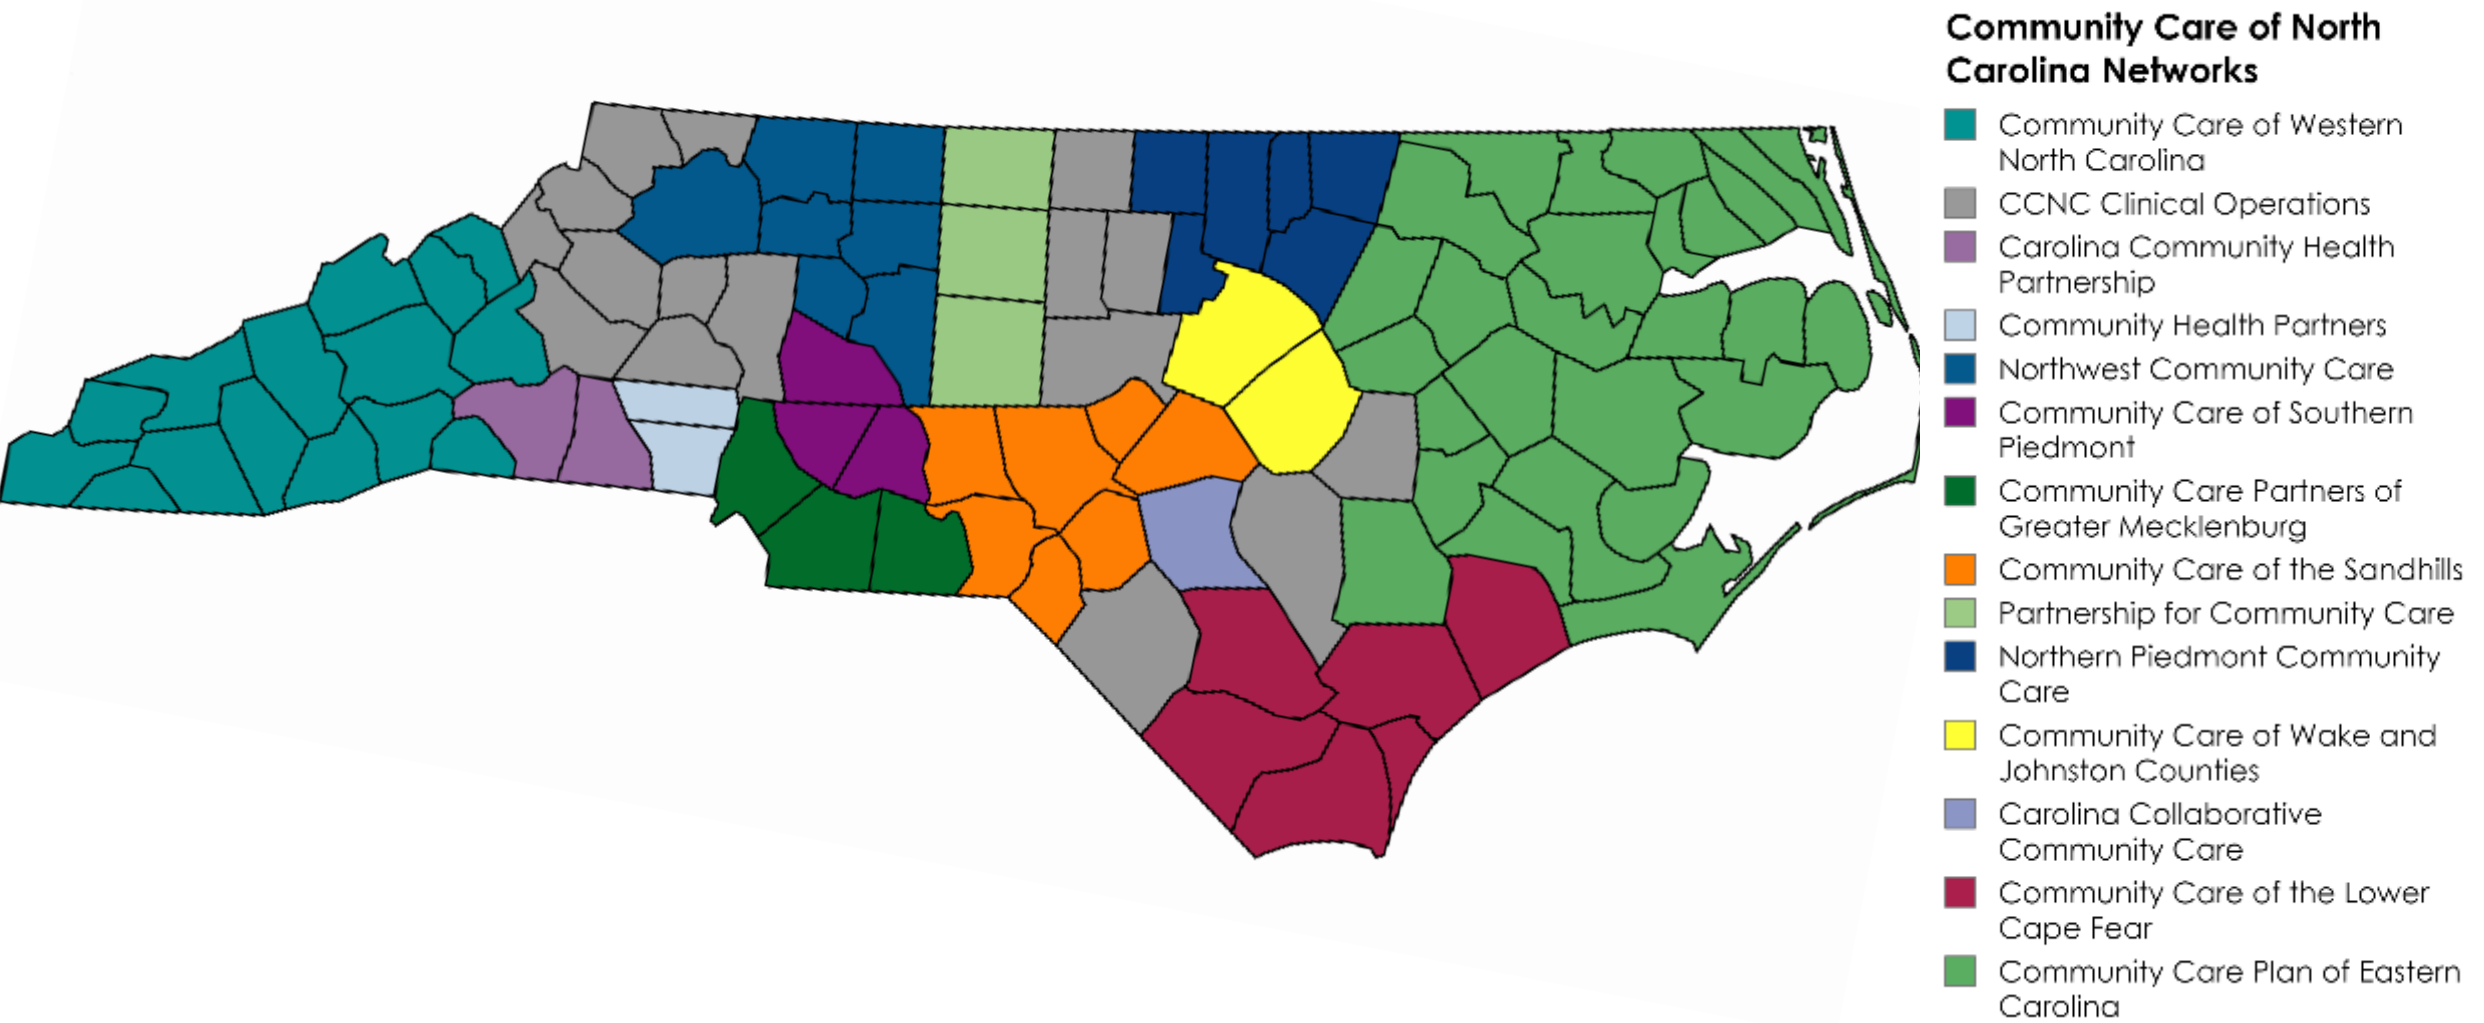 Community Care of North
Carolina Networks
Community Care of Western
North Carolina
CCNC Clinical Operations
Carolina Community Health
Partnership
Community Health Partners
Northwest Community Care
Community Care of Southern
Piedmont
Community Care Partners of
Greater Mecklenburg
Community Care of the Sandhills
Partnership for Community Care
Northern Piedmont Community
Care
Community Care of Wake and
Johnston Counties
Carolina Collaborative
Community Care
Community Care of the Lower
Cape Fear
Community Care Plan of Eastern
Carolina